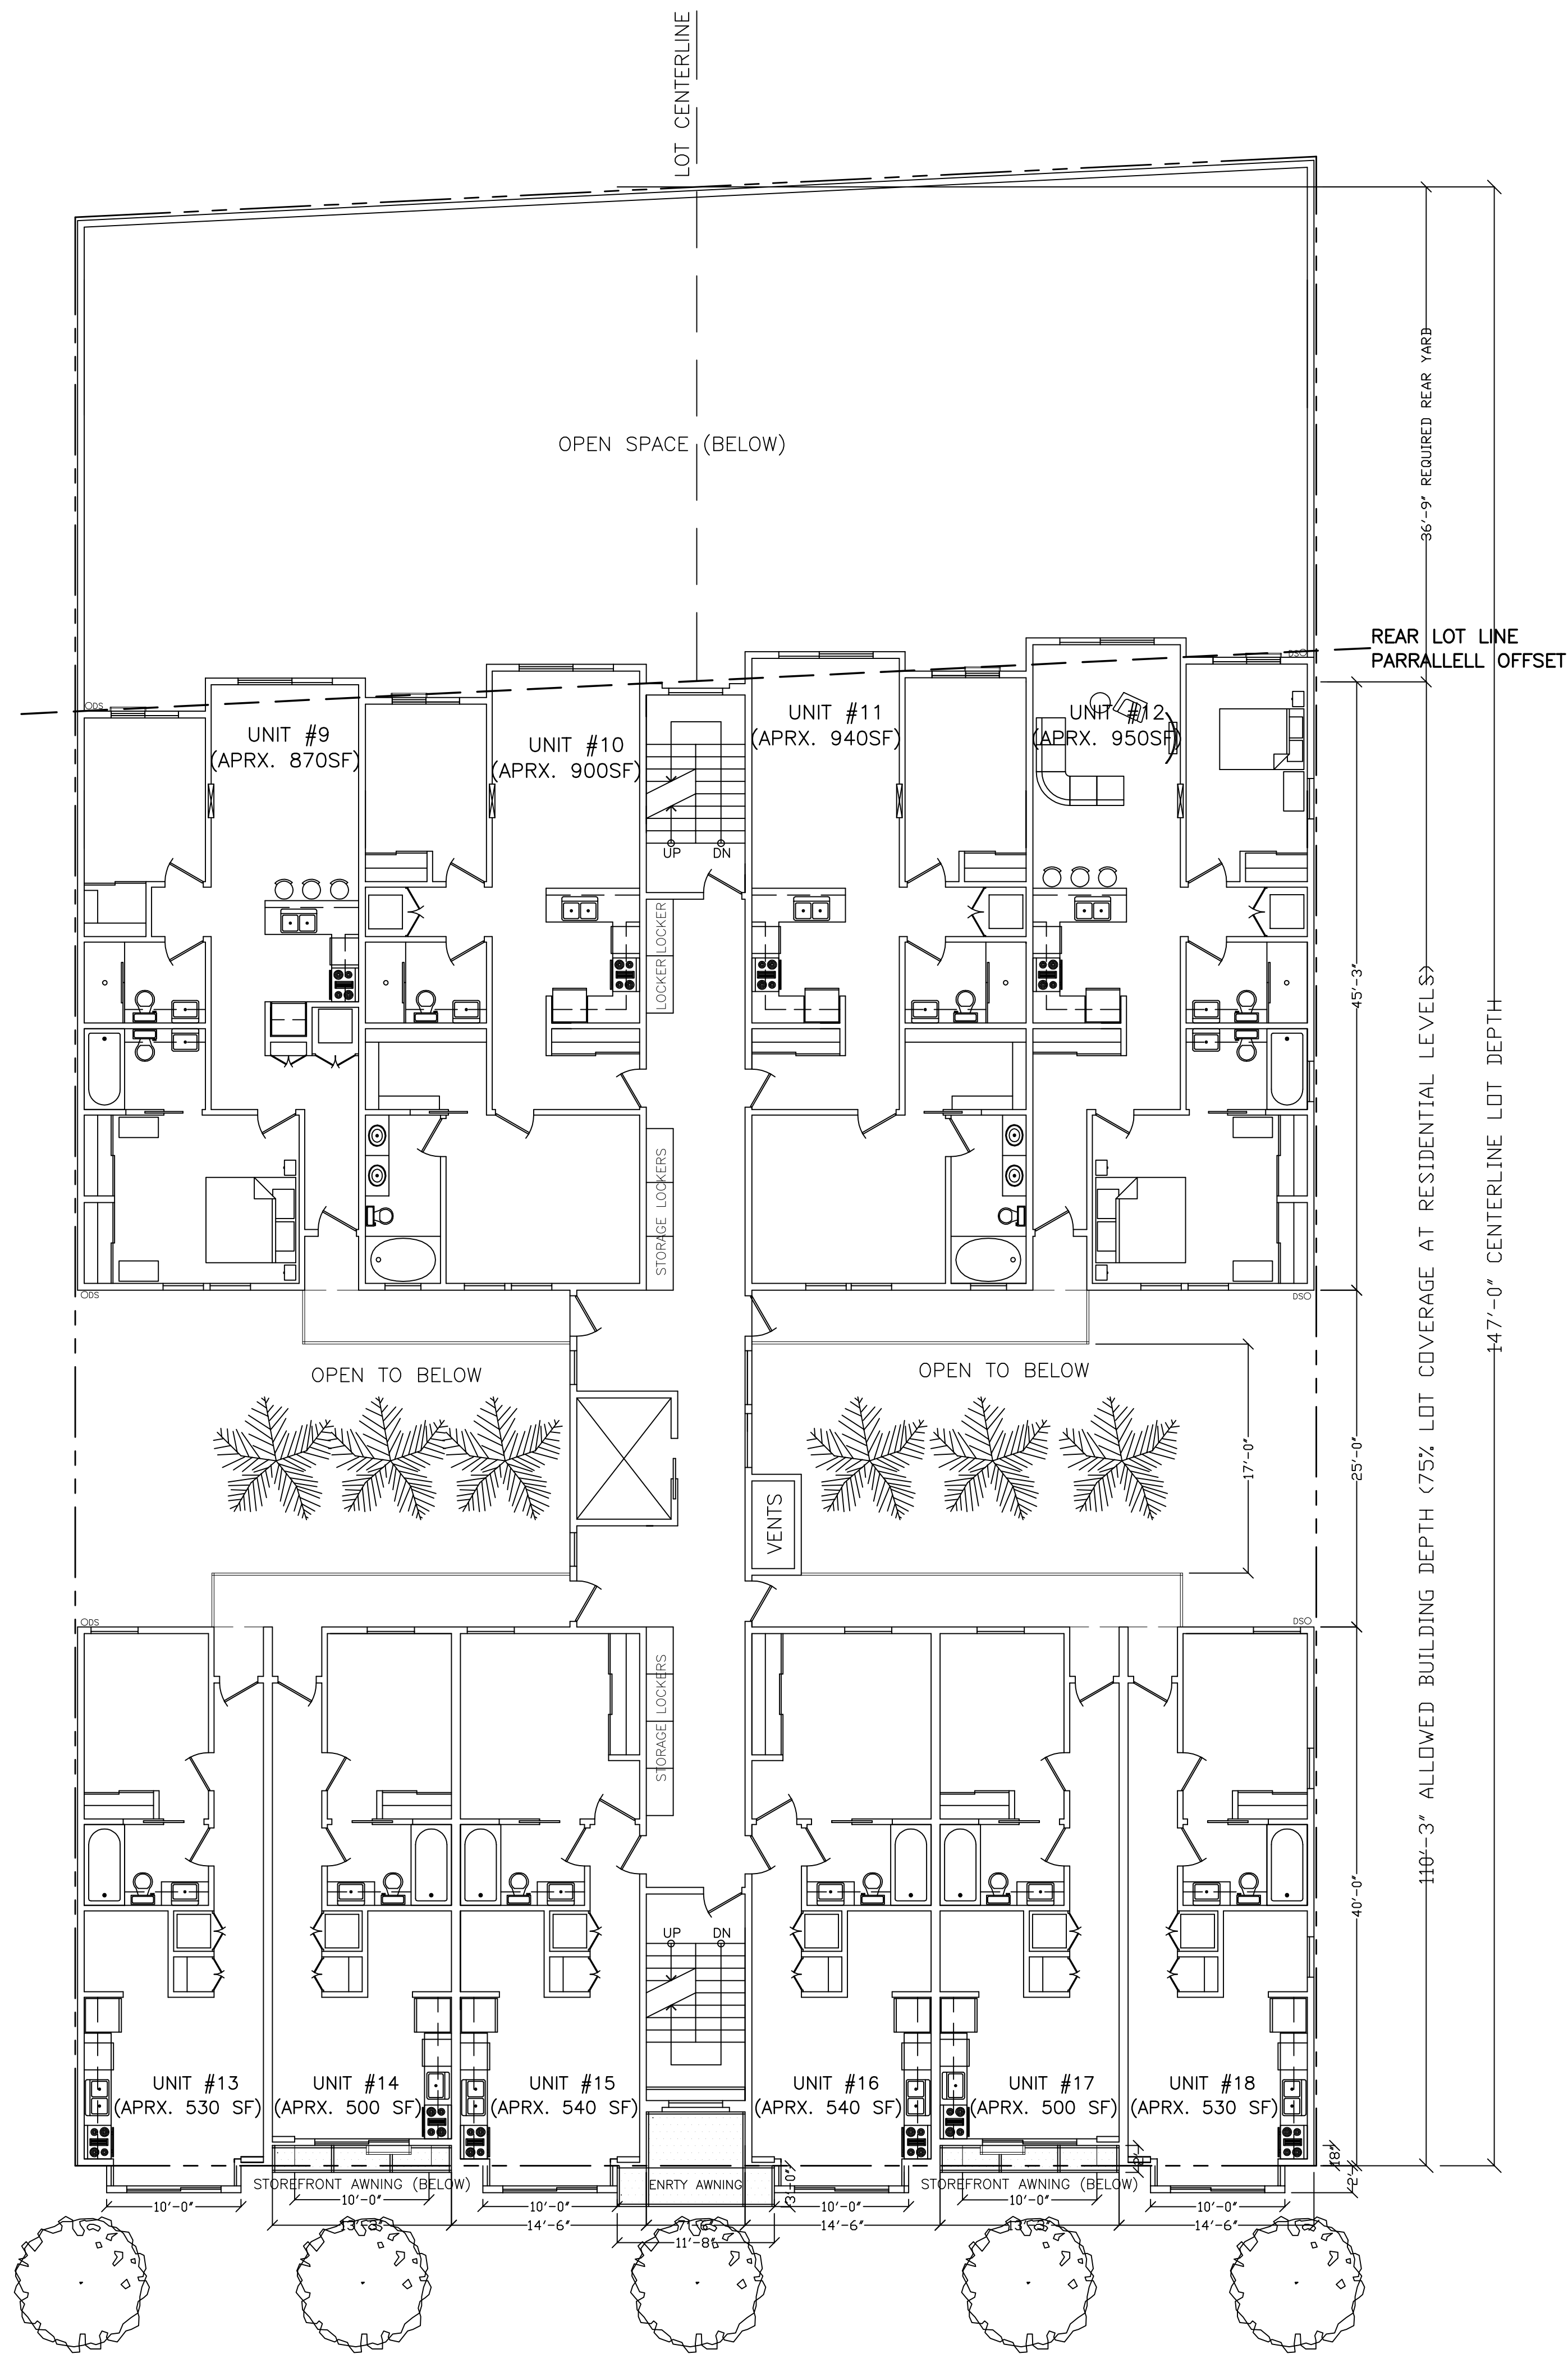 LOT CENTERLINE
OPEN SPACE (BELOW)
36'-9" REQUIRED REAR YARD
REAR LOT LINE
PARRALLELL OFFSET
ODS
DSO
UNIT #9
(APRX. 870SF)
UNIT #10
(APRX. 900SF)
UNIT #11
(APRX. 940SF)
UNIT #12
(APRX. 950SF)
UP
DN
LOCKER
LOCKER
STORAGE LOCKERS
45'-3"
147'-0" CENTERLINE LOT DEPTH
110'-3" ALLOWED BUILDING DEPTH (75% LOT COVERAGE AT RESIDENTIAL LEVELS)
ODS
DSO
OPEN TO BELOW
OPEN TO BELOW
17'-0"
25'-0"
VENTS
ODS
DSO
STORAGE LOCKERS
40'-0"
UP
DN
UNIT #13
(APRX. 530 SF)
UNIT #14
(APRX. 500 SF)
UNIT #15
(APRX. 540 SF)
UNIT #16
(APRX. 540 SF)
UNIT #17
(APRX. 500 SF)
UNIT #18
(APRX. 530 SF)
18"
STOREFRONT AWNING (BELOW)
ENRTY AWNING
3'-0"
STOREFRONT AWNING (BELOW)
10'-0"
10'-0"
10'-0"
10'-0"
10'-0"
10'-0"
14'-6"
14'-6"
14'-6"
11'-8"